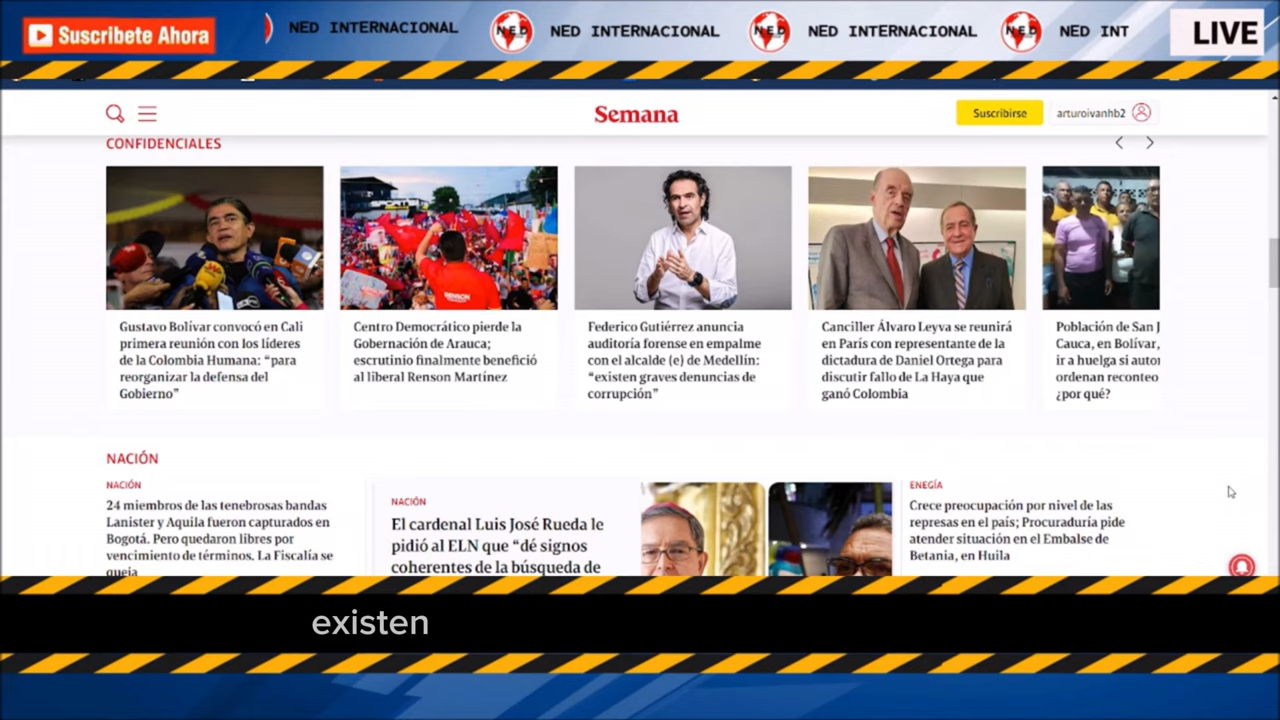 Suscribete Ahora
NED INTERNACIONAL
NED
NED INTERNACIONAL
NED
NED INTERNACIONAL
NED
NED INT
LIVE
Semana
Suscribirse
arturoivanhb2
CONFIDENCIALES
Gustavo Bolívar convocó en Cali
primera reunión con los líderes
de la Colombia Humana: “para
reorganizar la defensa del
Gobierno”
RENSON
Centro Democrático pierde la
Gobernación de Arauca;
escrutinio finalmente benefició
al liberal Renson Martínez
Federico Gutiérrez anuncia
auditoría forense en empalme
con el alcalde (e) de Medellín:
“existen graves denuncias de
corrupción”
Canciller Álvaro Leyva se reunirá
en París con representante de la
dictadura de Daniel Ortega para
discutir fallo de La Haya que
ganó Colombia
Población de San J
Cauca, en Bolívar,
ir a huelga si autor
ordenan reconteo
¿por qué?
NACIÓN
NACIÓN
24 miembros de las tenebrosas bandas
Lanister y Aquila fueron capturados en
Bogotá. Pero quedaron libres por
vencimiento de términos. La Fiscalía se
queja
NACIÓN
El cardenal Luis José Rueda le
pidió al ELN que “dé signos
coherentes de la búsqueda de
ENEGÍA
Crece preocupación por nivel de las
represas en el país; Procuraduría pide
atender situación en el Embalse de
Betania, en Huila
existen